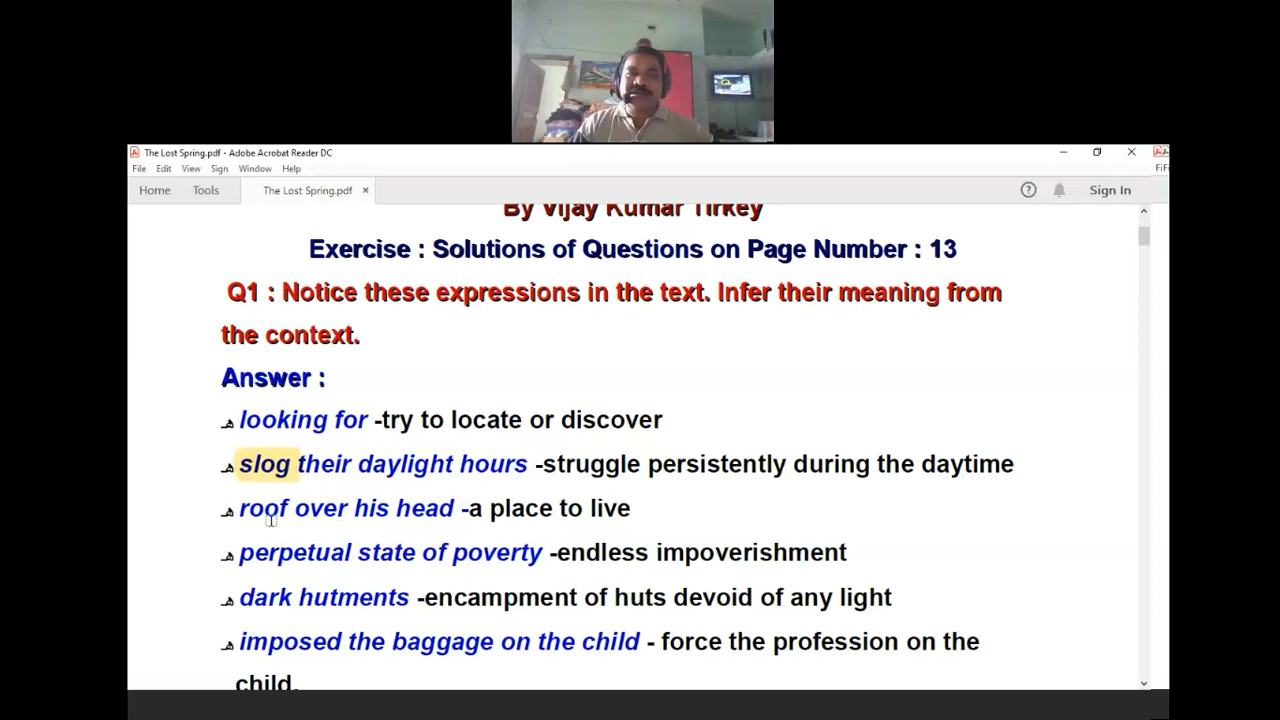 The Lost Spring.pdf - Adobe Acrobat Reader DC
File Edit View Sign Window Help
Home Tools The Lost Spring.pdf × ? Sign In
By Vijay Kumar Tirkey
Exercise : Solutions of Questions on Page Number : 13
Q1 : Notice these expressions in the text. Infer their meaning from
the context.
Answer :
ھ looking for -try to locate or discover
ھ slog their daylight hours -struggle persistently during the daytime
ھ roof over his head -a place to live
ھ perpetual state of poverty -endless impoverishment
ھ dark hutments -encampment of huts devoid of any light
ھ imposed the baggage on the child - force the profession on the
child.